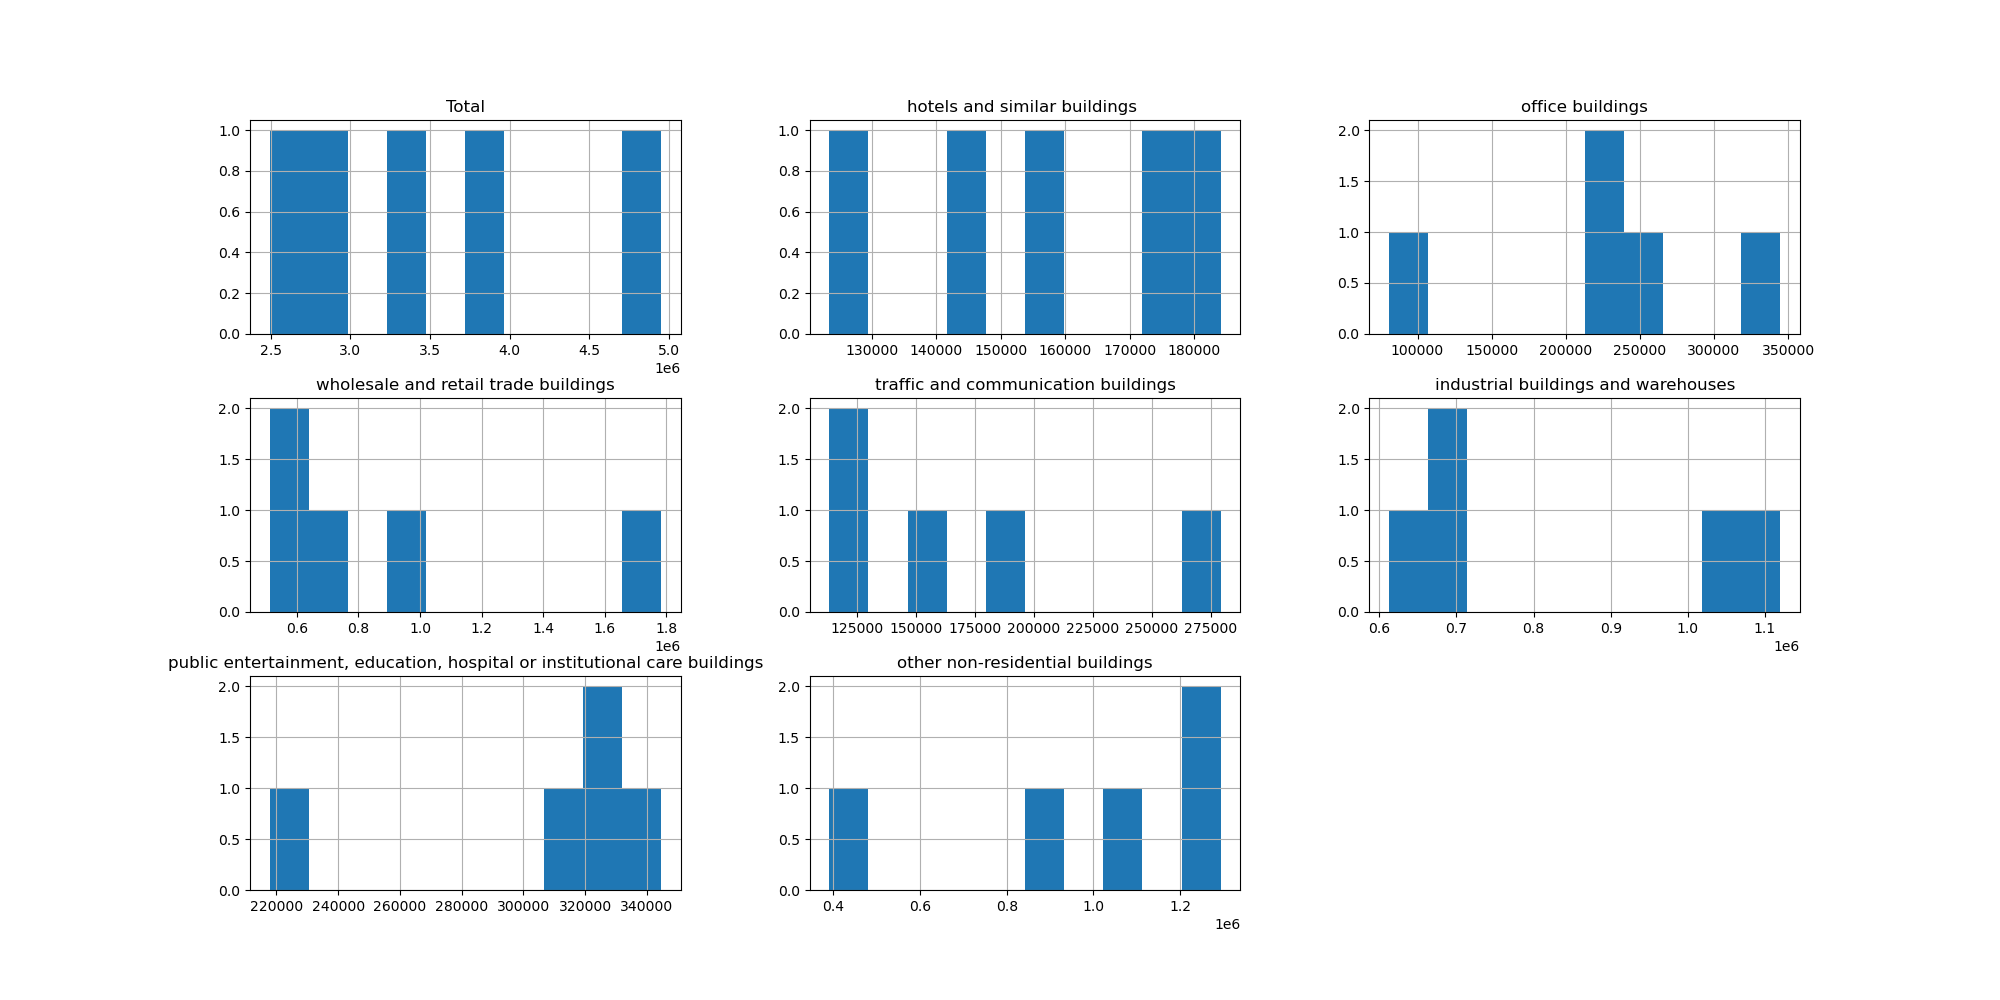 Total
1.0
0.8
0.6
0.4
0.2
0.0
2.5 3.0 3.5 4.0 4.5 5.0
1e6
hotels and similar buildings
1.0
0.8
0.6
0.4
0.2
0.0
130000 140000 150000 160000 170000 180000
office buildings
2.0
1.5
1.0
0.5
0.0
100000 150000 200000 250000 300000 350000
wholesale and retail trade buildings
2.0
1.5
1.0
0.5
0.0
0.6 0.8 1.0 1.2 1.4 1.6 1.8
1e6
traffic and communication buildings
2.0
1.5
1.0
0.5
0.0
125000 150000 175000 200000 225000 250000 275000
industrial buildings and warehouses
2.0
1.5
1.0
0.5
0.0
0.6 0.7 0.8 0.9 1.0 1.1
1e6
public entertainment, education, hospital or institutional care buildings
2.0
1.5
1.0
0.5
0.0
220000 240000 260000 280000 300000 320000 340000
other non-residential buildings
2.0
1.5
1.0
0.5
0.0
0.4 0.6 0.8 1.0 1.2
1e6